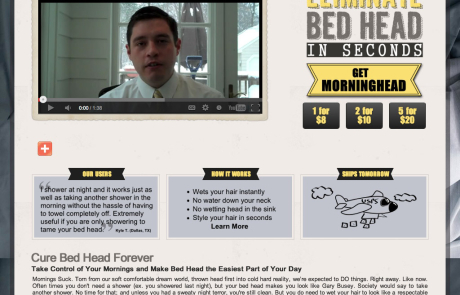 ELIMINATE
BED HEAD
IN SECONDS
GET
MORNINGHEAD
1 for
$8
2 for
$10
5 for
$20
0:00 / 1:38
OUR USERS
“I shower at night and it works just as
well as taking another shower in the
morning without the hassle of having
to towel completely off. Extremely
useful if you are only showering to
tame your bed head.” Kyle T. (Dallas, TX)
HOW IT WORKS
• Wets your hair instantly
• No water down your neck
• No wetting head in the sink
• Style your hair in seconds
Learn More
SHIPS TOMORROW
USPS
Cure Bed Head Forever
Take Control of Your Mornings and Make Bed Head the Easiest Part of Your Day
Mornings Suck. Torn from our soft comfortable dream world, thrown head first into cold hard reality, we're expected to DO things. Right away. Like now.
Often times you don't need a shower (ex. you showered last night), but your bed head makes you look like Gary Busey. Society would say to take
another shower. No time for that; and unless you had a sweaty night terror, you're still clean. But you do need to wet your hair to look like a respectable